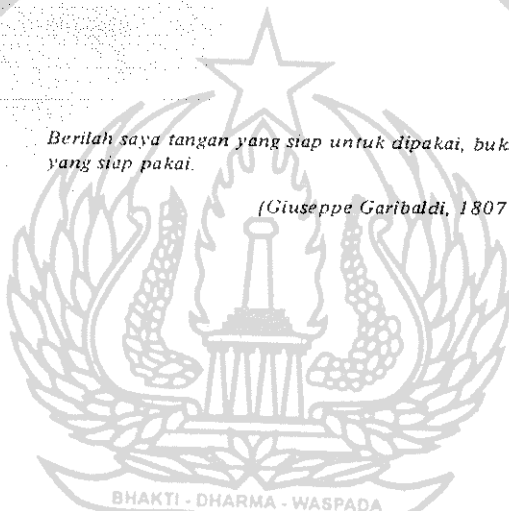 Berilah saya tangan yang siap untuk dipakai, buk
yang siap pakai.
(Giuseppe Garibaldi, 1807
BHAKTI - DHARMA - WASPADA